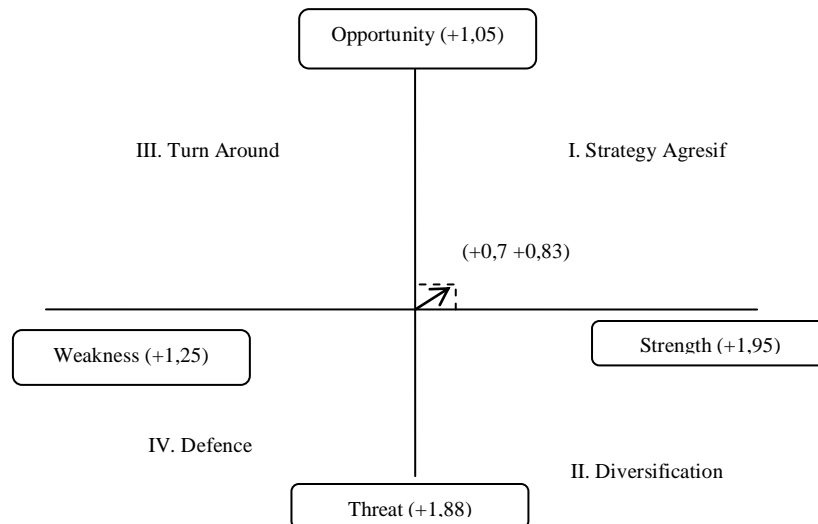 Opportunity (+1,05)
III. Turn Around
I. Strategy Agresif
(+0,7 +0,83)
Weakness (+1,25)
Strength (+1,95)
IV. Defence
II. Diversification
Threat (+1,88)